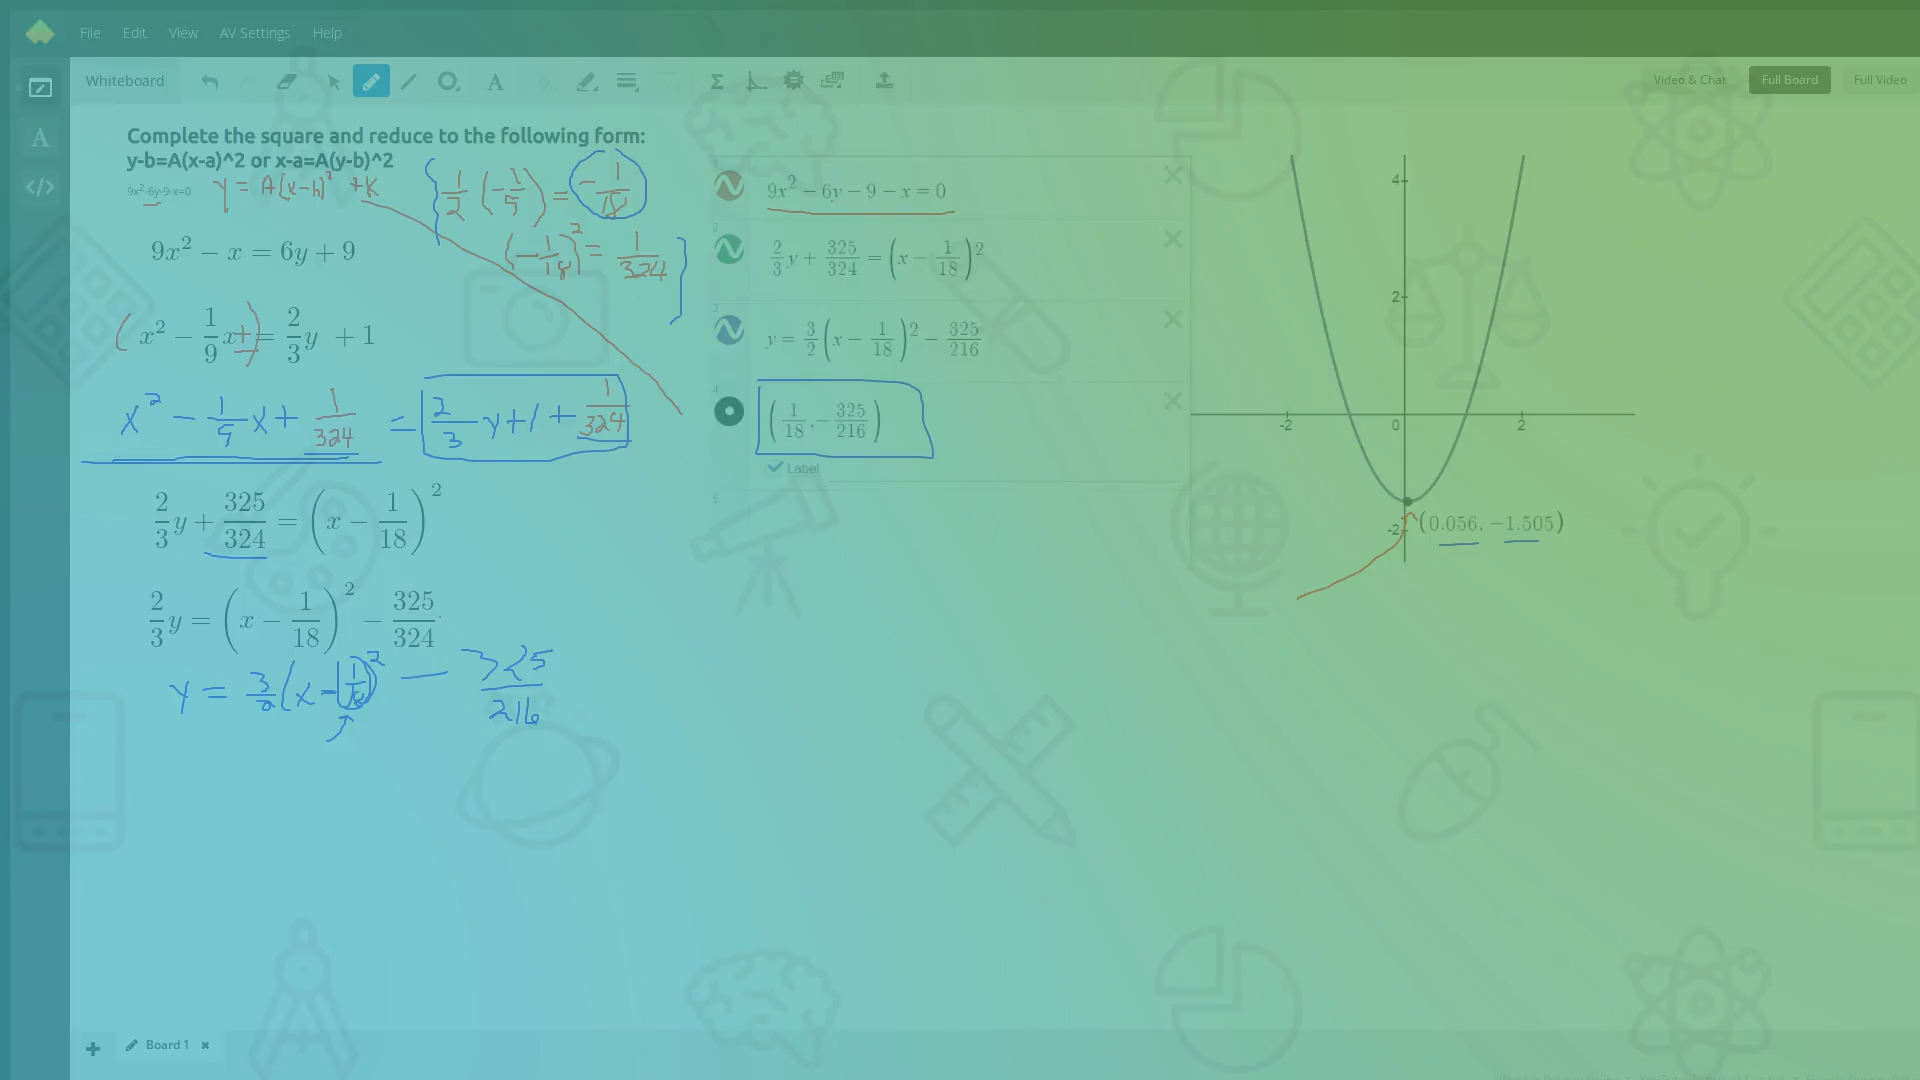 File Edit View AV Settings Help
Whiteboard
Video & Chat Full Board Full Video
Complete the square and reduce to the following form:
y-b=A(x-a)^2 or x-a=A(y-b)^2
9x²-6y-9-x=0
y = A(x-h)² + K
1/2 (-1/9) = -1/18
(-1/18)² = 1/324
9x² − x = 6y + 9
( x² − 1/9 x + ) = 2/3 y + 1
x² − 1/9 x + 1/324 = 2/3 y + 1 + 1/324
2/3 y + 325/324 = (x − 1/18)²
2/3 y = (x − 1/18)² − 325/324
y = 3/2 (x − 1/18)² − 325/216
1
9x² − 6y − 9 − x = 0
2
2/3 y + 325/324 = (x − 1/18)²
3
y = 3/2 (x − 1/18)² − 325/216
4
(1/18, −325/216)
Label
5
4
2
-2 0 2
-2
(0.056, −1.505)
Board 1